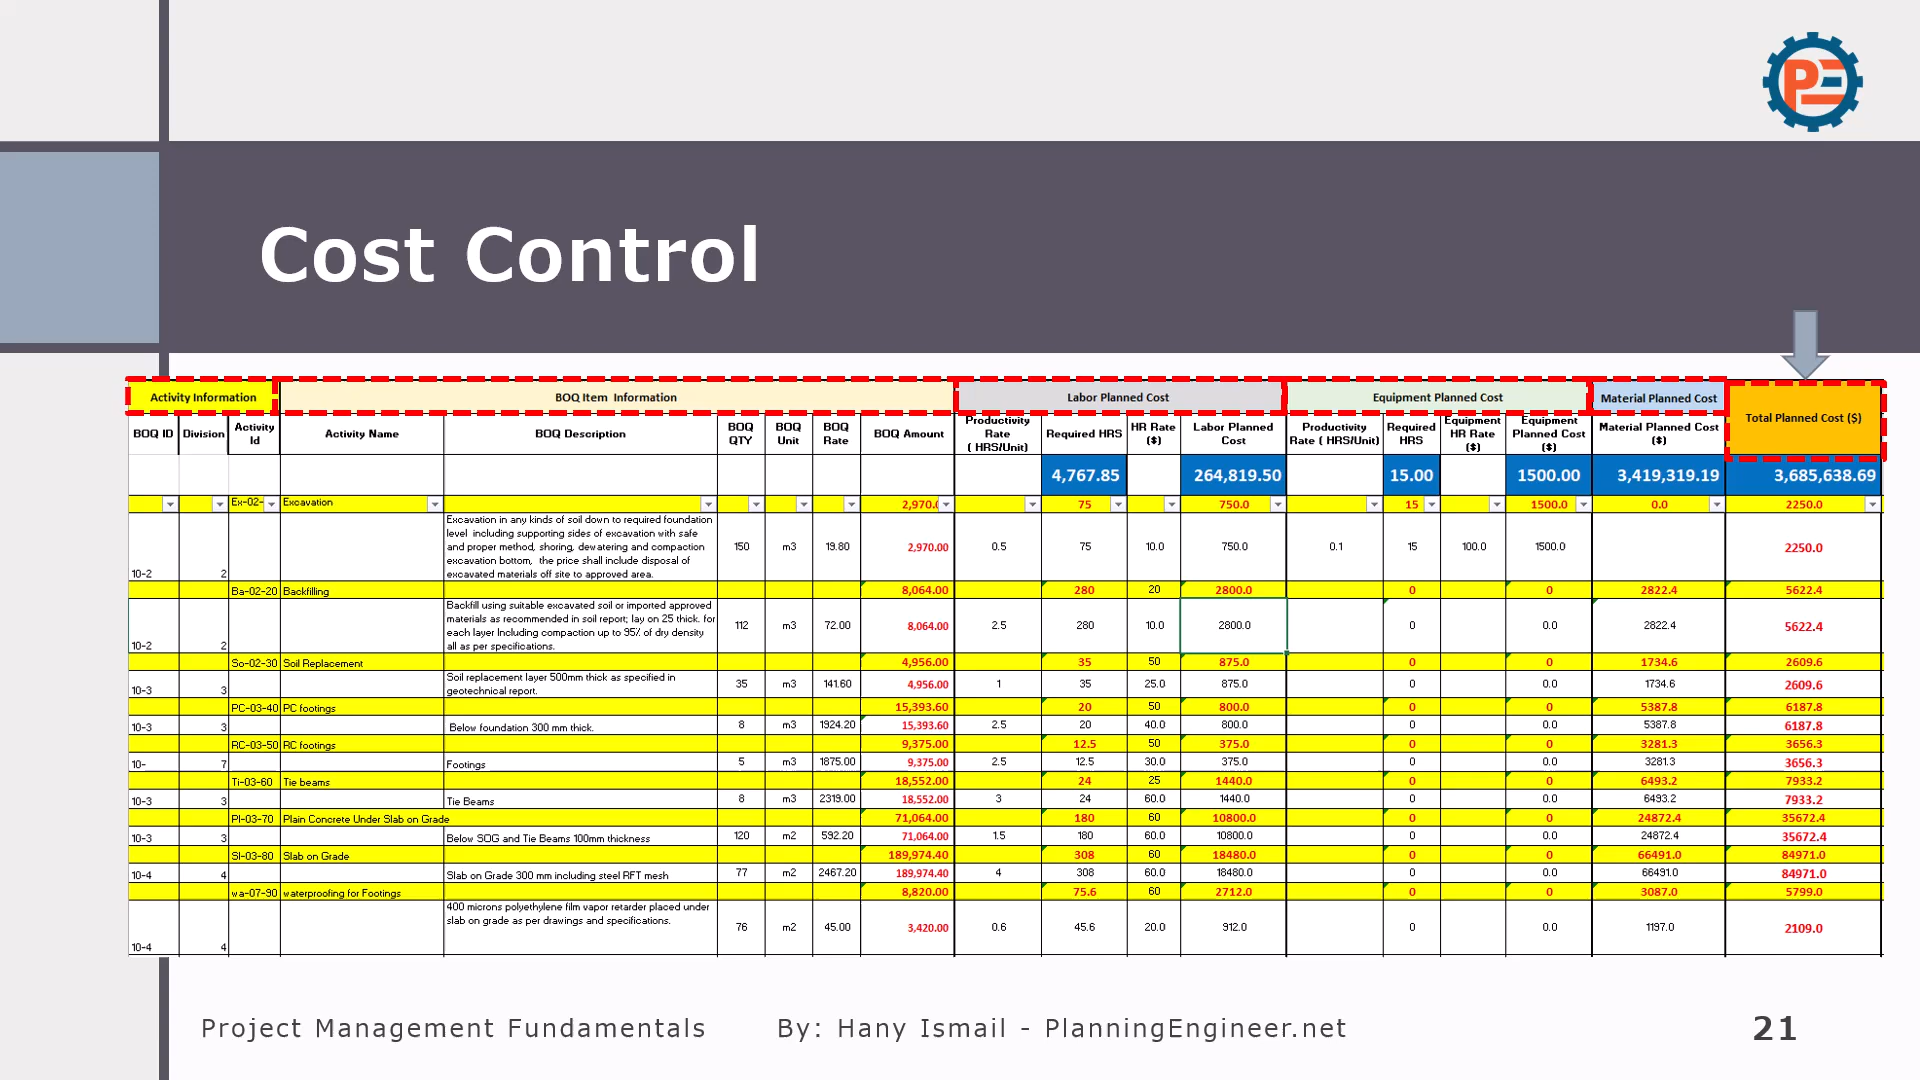 PE
Cost Control
Activity Information BOQ Item Information Labor Planned Cost Equipment Planned Cost Material Planned Cost Total Planned Cost ($)
BOQ ID Division Activity Id Activity Name BOQ Description BOQ QTY BOQ Unit BOQ Rate BOQ Amount Productivity Rate ( HRS/Unit) Required HRS HR Rate ($) Labor Planned Cost Productivity Rate ( HRS/Unit) Required HRS Equipment HR Rate ($) Equipment Planned Cost ($) Material Planned Cost ($)
4,767.85 264,819.50 15.00 1500.00 3,419,319.19 3,685,638.69
Ex-02- Excavation 2,970.0 75 750.0 15 1500.0 0.0 2250.0
Excavation in any kinds of soil down to required foundation
level including supporting sides of excavation with safe
and proper method, shoring, dewatering and compaction
excavation bottom, the price shall include disposal of
excavated materials off site to approved area.
10-2 2 150 m3 19.80 2,970.00 0.5 75 10.0 750.0 0.1 15 100.0 1500.0 2250.0
Ba-02-20 Backfilling 8,064.00 280 20 2800.0 0 0 2822.4 5622.4
Backfill using suitable excavated soil or imported approved
materials as recommended in soil report; lay on 25 thick. for
each layer Including compaction up to 95% of dry density
all as per specifications.
10-2 2 112 m3 72.00 8,064.00 2.5 280 10.0 2800.0 0 0.0 2822.4 5622.4
So-02-30 Soil Replacement 4,956.00 35 50 875.0 0 0 1734.6 2609.6
Soil replacement layer 500mm thick as specified in
geotechnical report.
10-3 3 35 m3 141.60 4,956.00 1 35 25.0 875.0 0 0.0 1734.6 2609.6
PC-03-40 PC footings 15,393.60 20 50 800.0 0 0 5387.8 6187.8
10-3 3 Below foundation 300 mm thick. 8 m3 1924.20 15,393.60 2.5 20 40.0 800.0 0 0.0 5387.8 6187.8
RC-03-50 RC footings 9,375.00 12.5 50 375.0 0 0 3281.3 3656.3
10- 7 Footings 5 m3 1875.00 9,375.00 2.5 12.5 30.0 375.0 0 0.0 3281.3 3656.3
Ti-03-60 Tie beams 18,552.00 24 25 1440.0 0 0 6493.2 7933.2
10-3 3 Tie Beams 8 m3 2319.00 18,552.00 3 24 60.0 1440.0 0 0.0 6493.2 7933.2
Pl-03-70 Plain Concrete Under Slab on Grade 71,064.00 180 60 10800.0 0 0 24872.4 35672.4
10-3 3 Below SOG and Tie Beams 100mm thickness 120 m2 592.20 71,064.00 1.5 180 60.0 10800.0 0 0.0 24872.4 35672.4
Sl-03-80 Slab on Grade 189,974.40 308 60 18480.0 0 0 66491.0 84971.0
10-4 4 Slab on Grade 300 mm including steel RFT mesh 77 m2 2467.20 189,974.40 4 308 60.0 18480.0 0 0.0 66491.0 84971.0
wa-07-90 waterproofing for Footings 8,820.00 75.6 60 2712.0 0 0 3087.0 5799.0
400 microns polyethylene film vapor retarder placed under
slab on grade as per drawings and specifications.
10-4 4 76 m2 45.00 3,420.00 0.6 45.6 20.0 912.0 0 0.0 1197.0 2109.0
Project Management Fundamentals By: Hany Ismail - PlanningEngineer.net 21